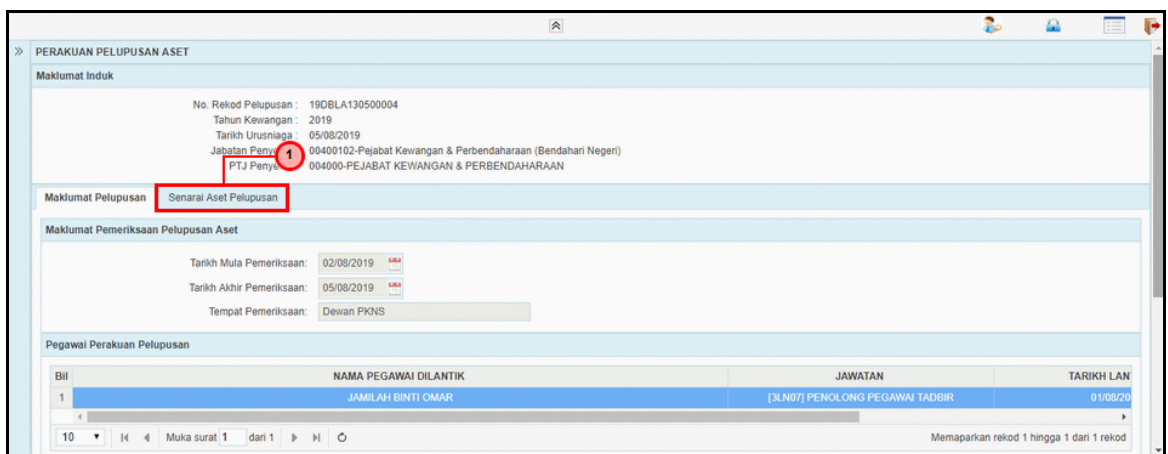 PERAKUAN PELUPUSAN ASET
Maklumat Induk
No. Rekod Pelupusan : 19DBLA130500004
Tahun Kewangan : 2019
Tarikh Urusniaga : 05/08/2019
Jabatan 00400102-Pejabat Kewangan & Perbendaharaan (Bendahari Negeri)
PTJ 004000-PEJABAT KEWANGAN & PERBENDAHARAAN
1
Maklumat Pelupusan Senarai Aset Pelupusan
Maklumat Pemeriksaan Pelupusan Aset
Tarikh Mula Pemeriksaan: 02/08/2019
Tarikh Akhir Pemeriksaan: 05/08/2019
Tempat Pemeriksaan: Dewan PKNS
Pegawai Perakuan Pelupusan
Bil NAMA PEGAWAI DILANTIK JAWATAN TARIKH LAN
1 JAMILAH BINTI OMAR [3LN07] PENOLONG PEGAWAI TADBIR 01/08/20
10 Muka surat 1 dari 1 Memaparkan rekod 1 hingga 1 dari 1 rekod